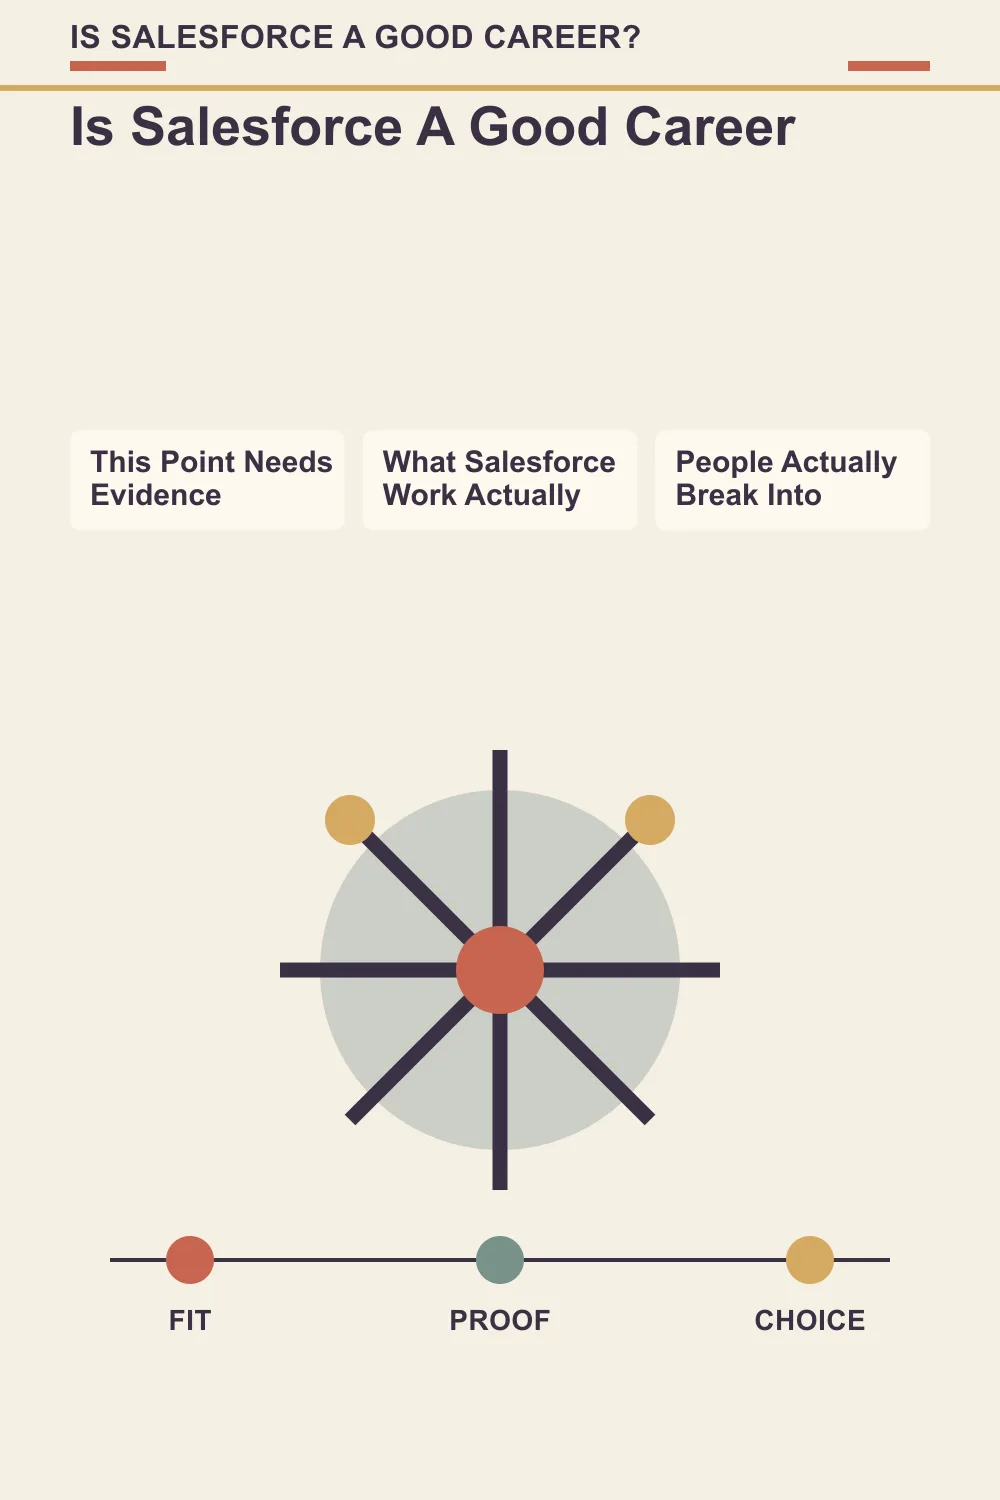 IS SALESFORCE A GOOD CAREER?
Is Salesforce A Good Career
This Point Needs
Evidence
What Salesforce
Work Actually
People Actually
Break Into
FIT
PROOF
CHOICE